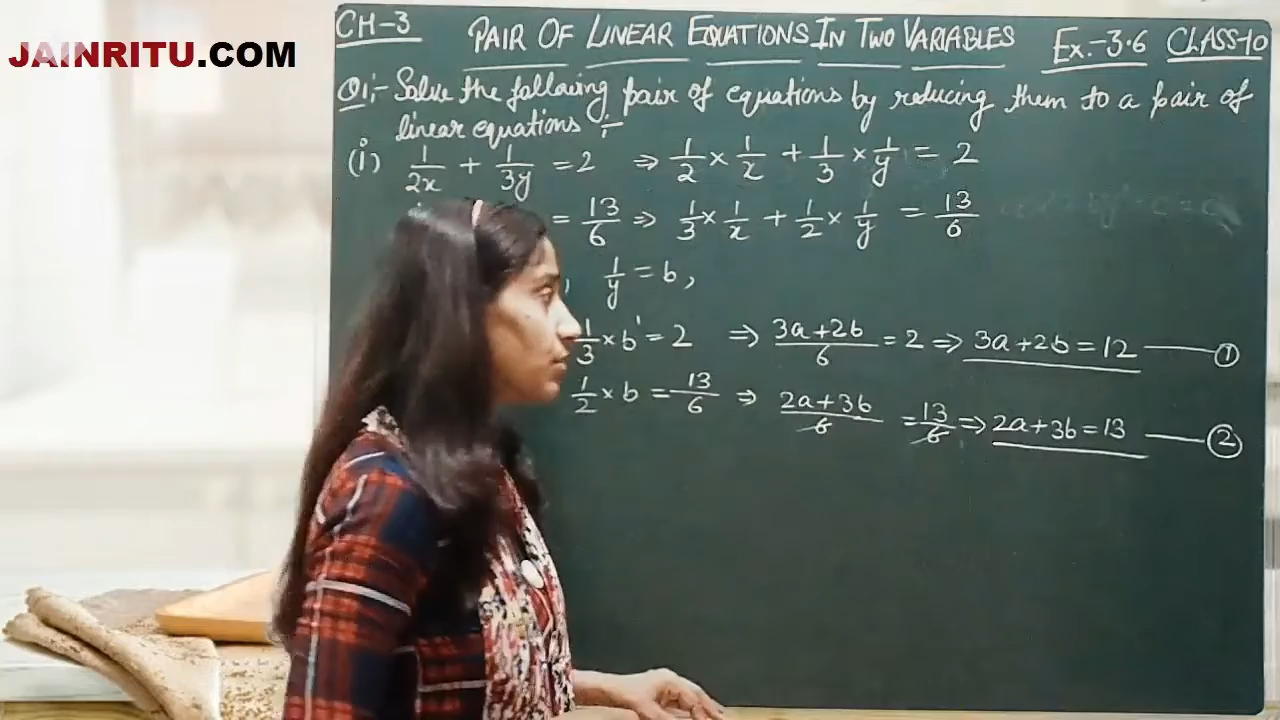 JAINRITU.COM
CH-3 PAIR OF LINEAR EQUATIONS IN TWO VARIABLES Ex.-3.6 CLASS-10
Q1:- Solve the following pair of equations by reducing them to a pair of
linear equations :-
(i) 1/2x + 1/3y = 2 ⇒ 1/2 × 1/x + 1/3 × 1/y = 2
= 13/6 ⇒ 1/3 × 1/x + 1/2 × 1/y = 13/6
, 1/y = b,
1/3 × b = 2 ⇒ 3a+2b/6 = 2 ⇒ 3a+2b = 12 —— ①
1/2 × b = 13/6 ⇒ 2a+3b/6 = 13/6 ⇒ 2a+3b = 13 —— ②